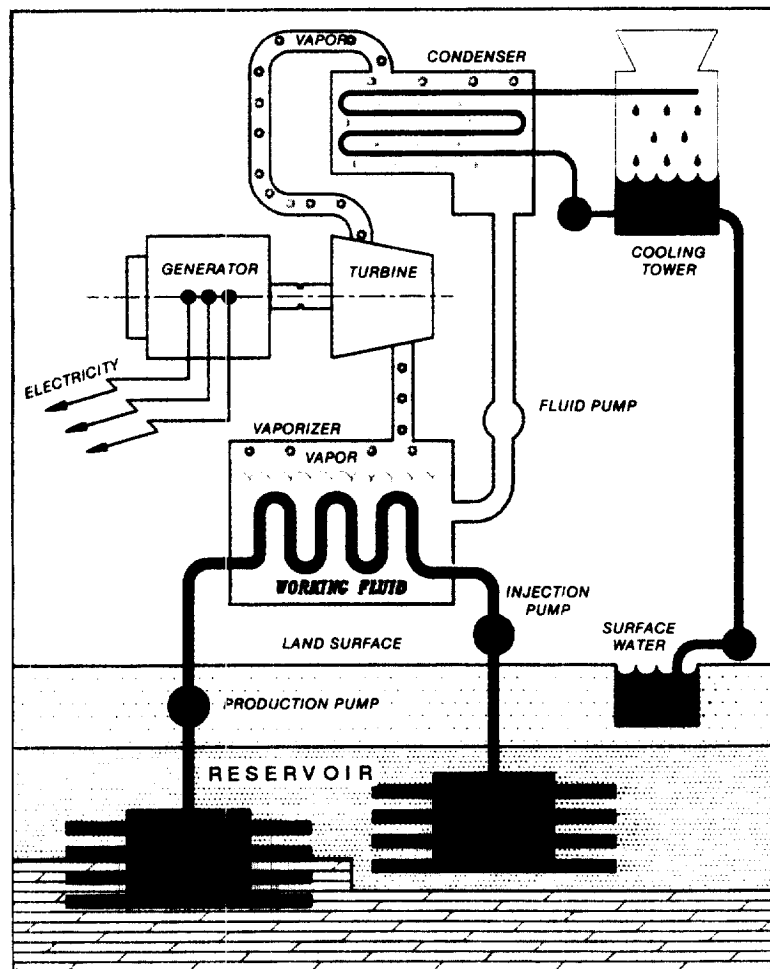 VAPOR
CONDENSER
GENERATOR
TURBINE
COOLING
TOWER
ELECTRICITY
FLUID PUMP
VAPORIZER
VAPOR
WORKING FLUID
INJECTION
PUMP
LAND SURFACE
SURFACE
WATER
PRODUCTION PUMP
RESERVOIR